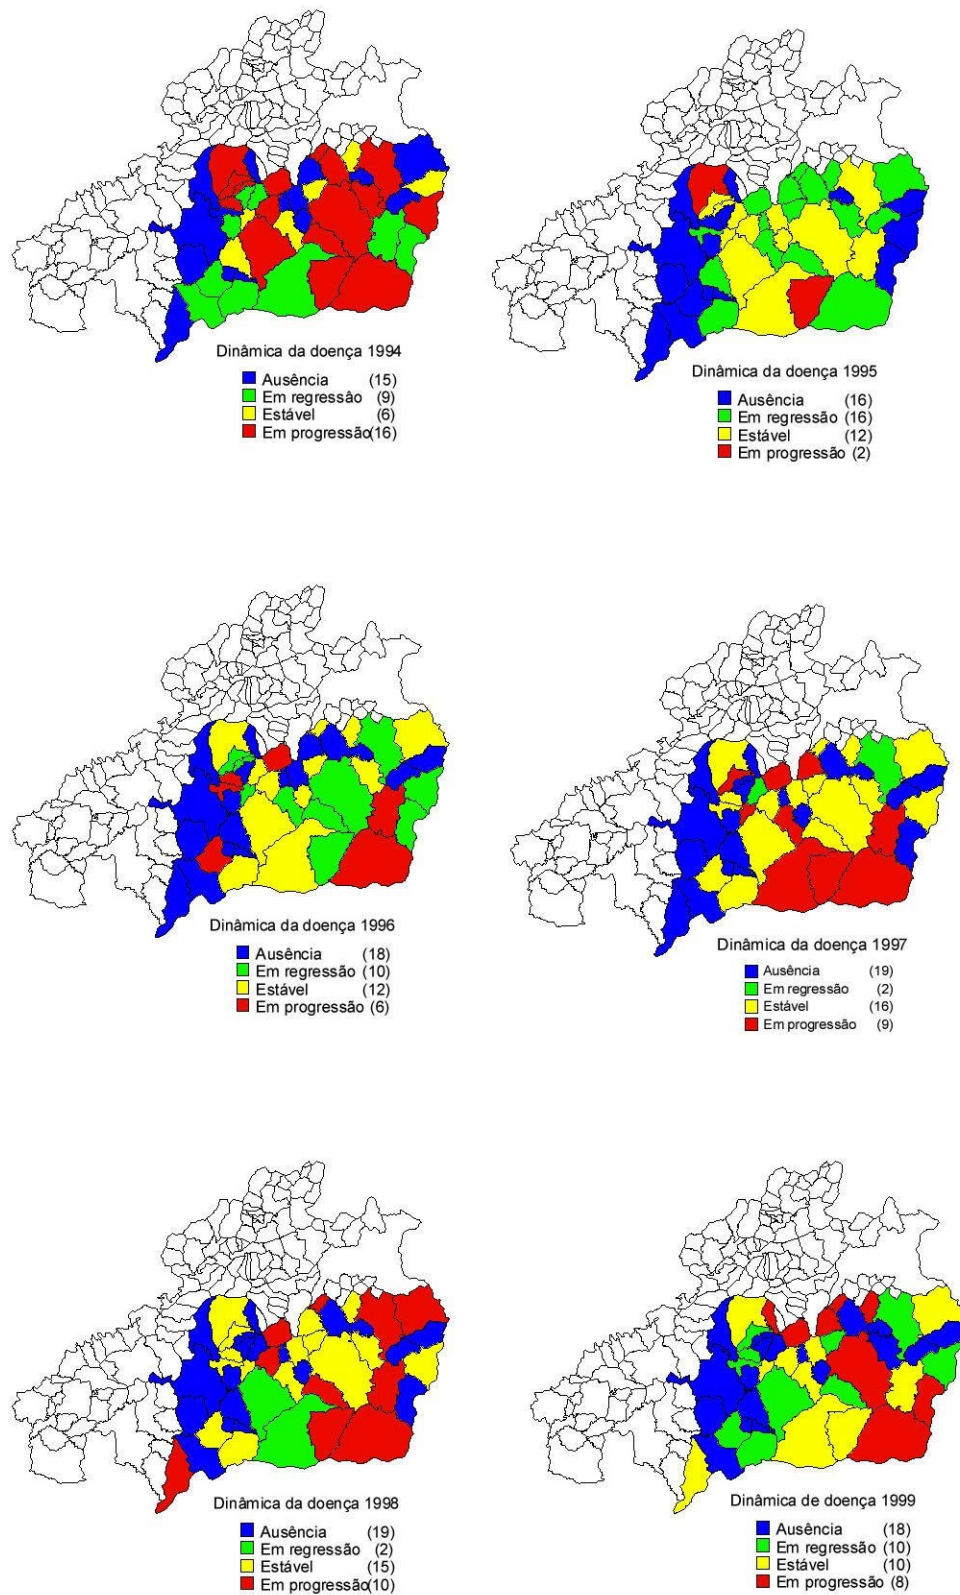 Dinâmica da doença 1994
Ausência (15)
Em regressão (9)
Estável (6)
Em progressão(16)
Dinâmica da doença 1995
Ausência (16)
Em regressão (16)
Estável (12)
Em progressão (2)
Dinâmica da doença 1996
Ausência (18)
Em regressão (10)
Estável (12)
Em progressão (6)
Dinâmica da doença 1997
Ausência (19)
Em regressão (2)
Estável (16)
Em progressão (9)
Dinâmica da doença 1998
Ausência (19)
Em regressão (2)
Estável (15)
Em progressão(10)
Dinâmica de doença 1999
Ausência (18)
Em regressão (10)
Estável (10)
Em progressão (8)